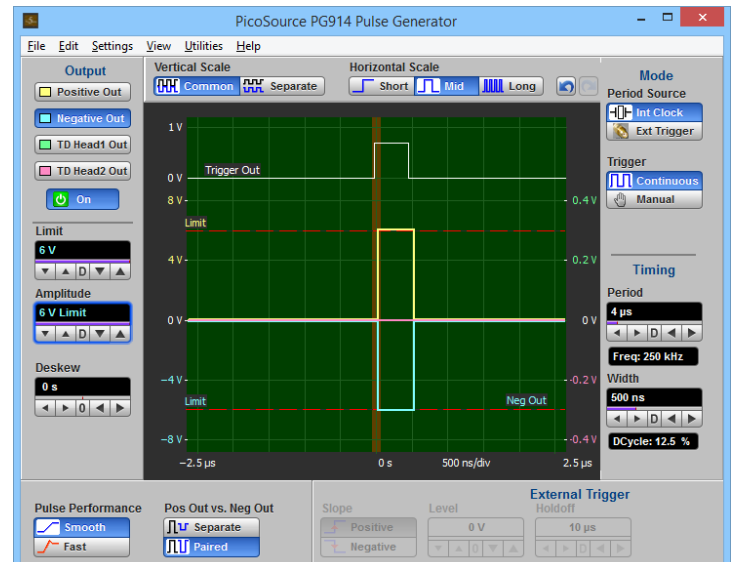 PicoSource PG914 Pulse Generator
File Edit Settings View Utilities Help
Output
Positive Out
Negative Out
TD Head1 Out
TD Head2 Out
On
Limit
6 V
D
Amplitude
6 V Limit
D
Deskew
0 s
0
Vertical Scale
Common Separate
Horizontal Scale
Short Mid Long
1 V
Trigger Out
0 V
8 V
0.4 V
Limit
4 V
0.2 V
0 V
0 V
−4 V
-0.2 V
Limit
Neg Out
−8 V
-0.4 V
−2.5 µs
0 s
500 ns/div
2.5 µs
Mode
Period Source
Int Clock
Ext Trigger
Trigger
Continuous
Manual
Timing
Period
4 µs
D
Freq: 250 kHz
Width
500 ns
D
DCycle: 12.5 %
Pulse Performance
Smooth
Fast
Pos Out vs. Neg Out
Separate
Paired
External Trigger
Slope
Positive
Negative
Level
0 V
0
Holdoff
10 µs
D